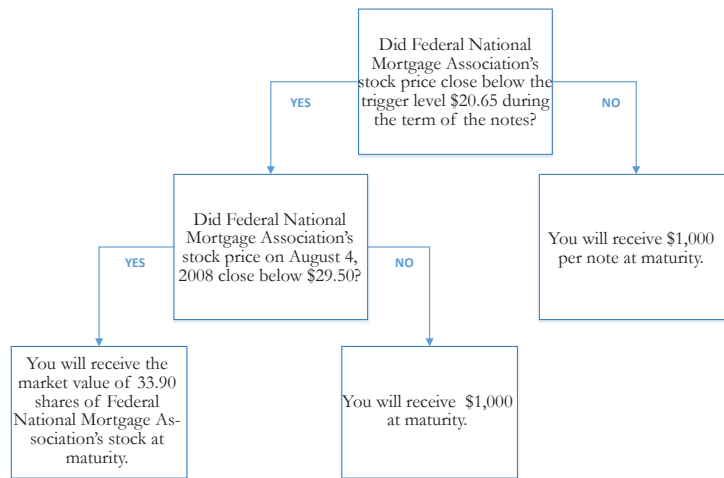 Did Federal National
Mortgage Association's
stock price close below the
trigger level $20.65 during
the term of the notes?
YES
NO
Did Federal National
Mortgage Association's
stock price on August 4,
2008 close below $29.50?
You will receive $1,000
per note at maturity.
YES
NO
You will receive the
market value of 33.90
shares of Federal
National Mortgage As-
sociation's stock at
maturity.
You will receive $1,000
at maturity.